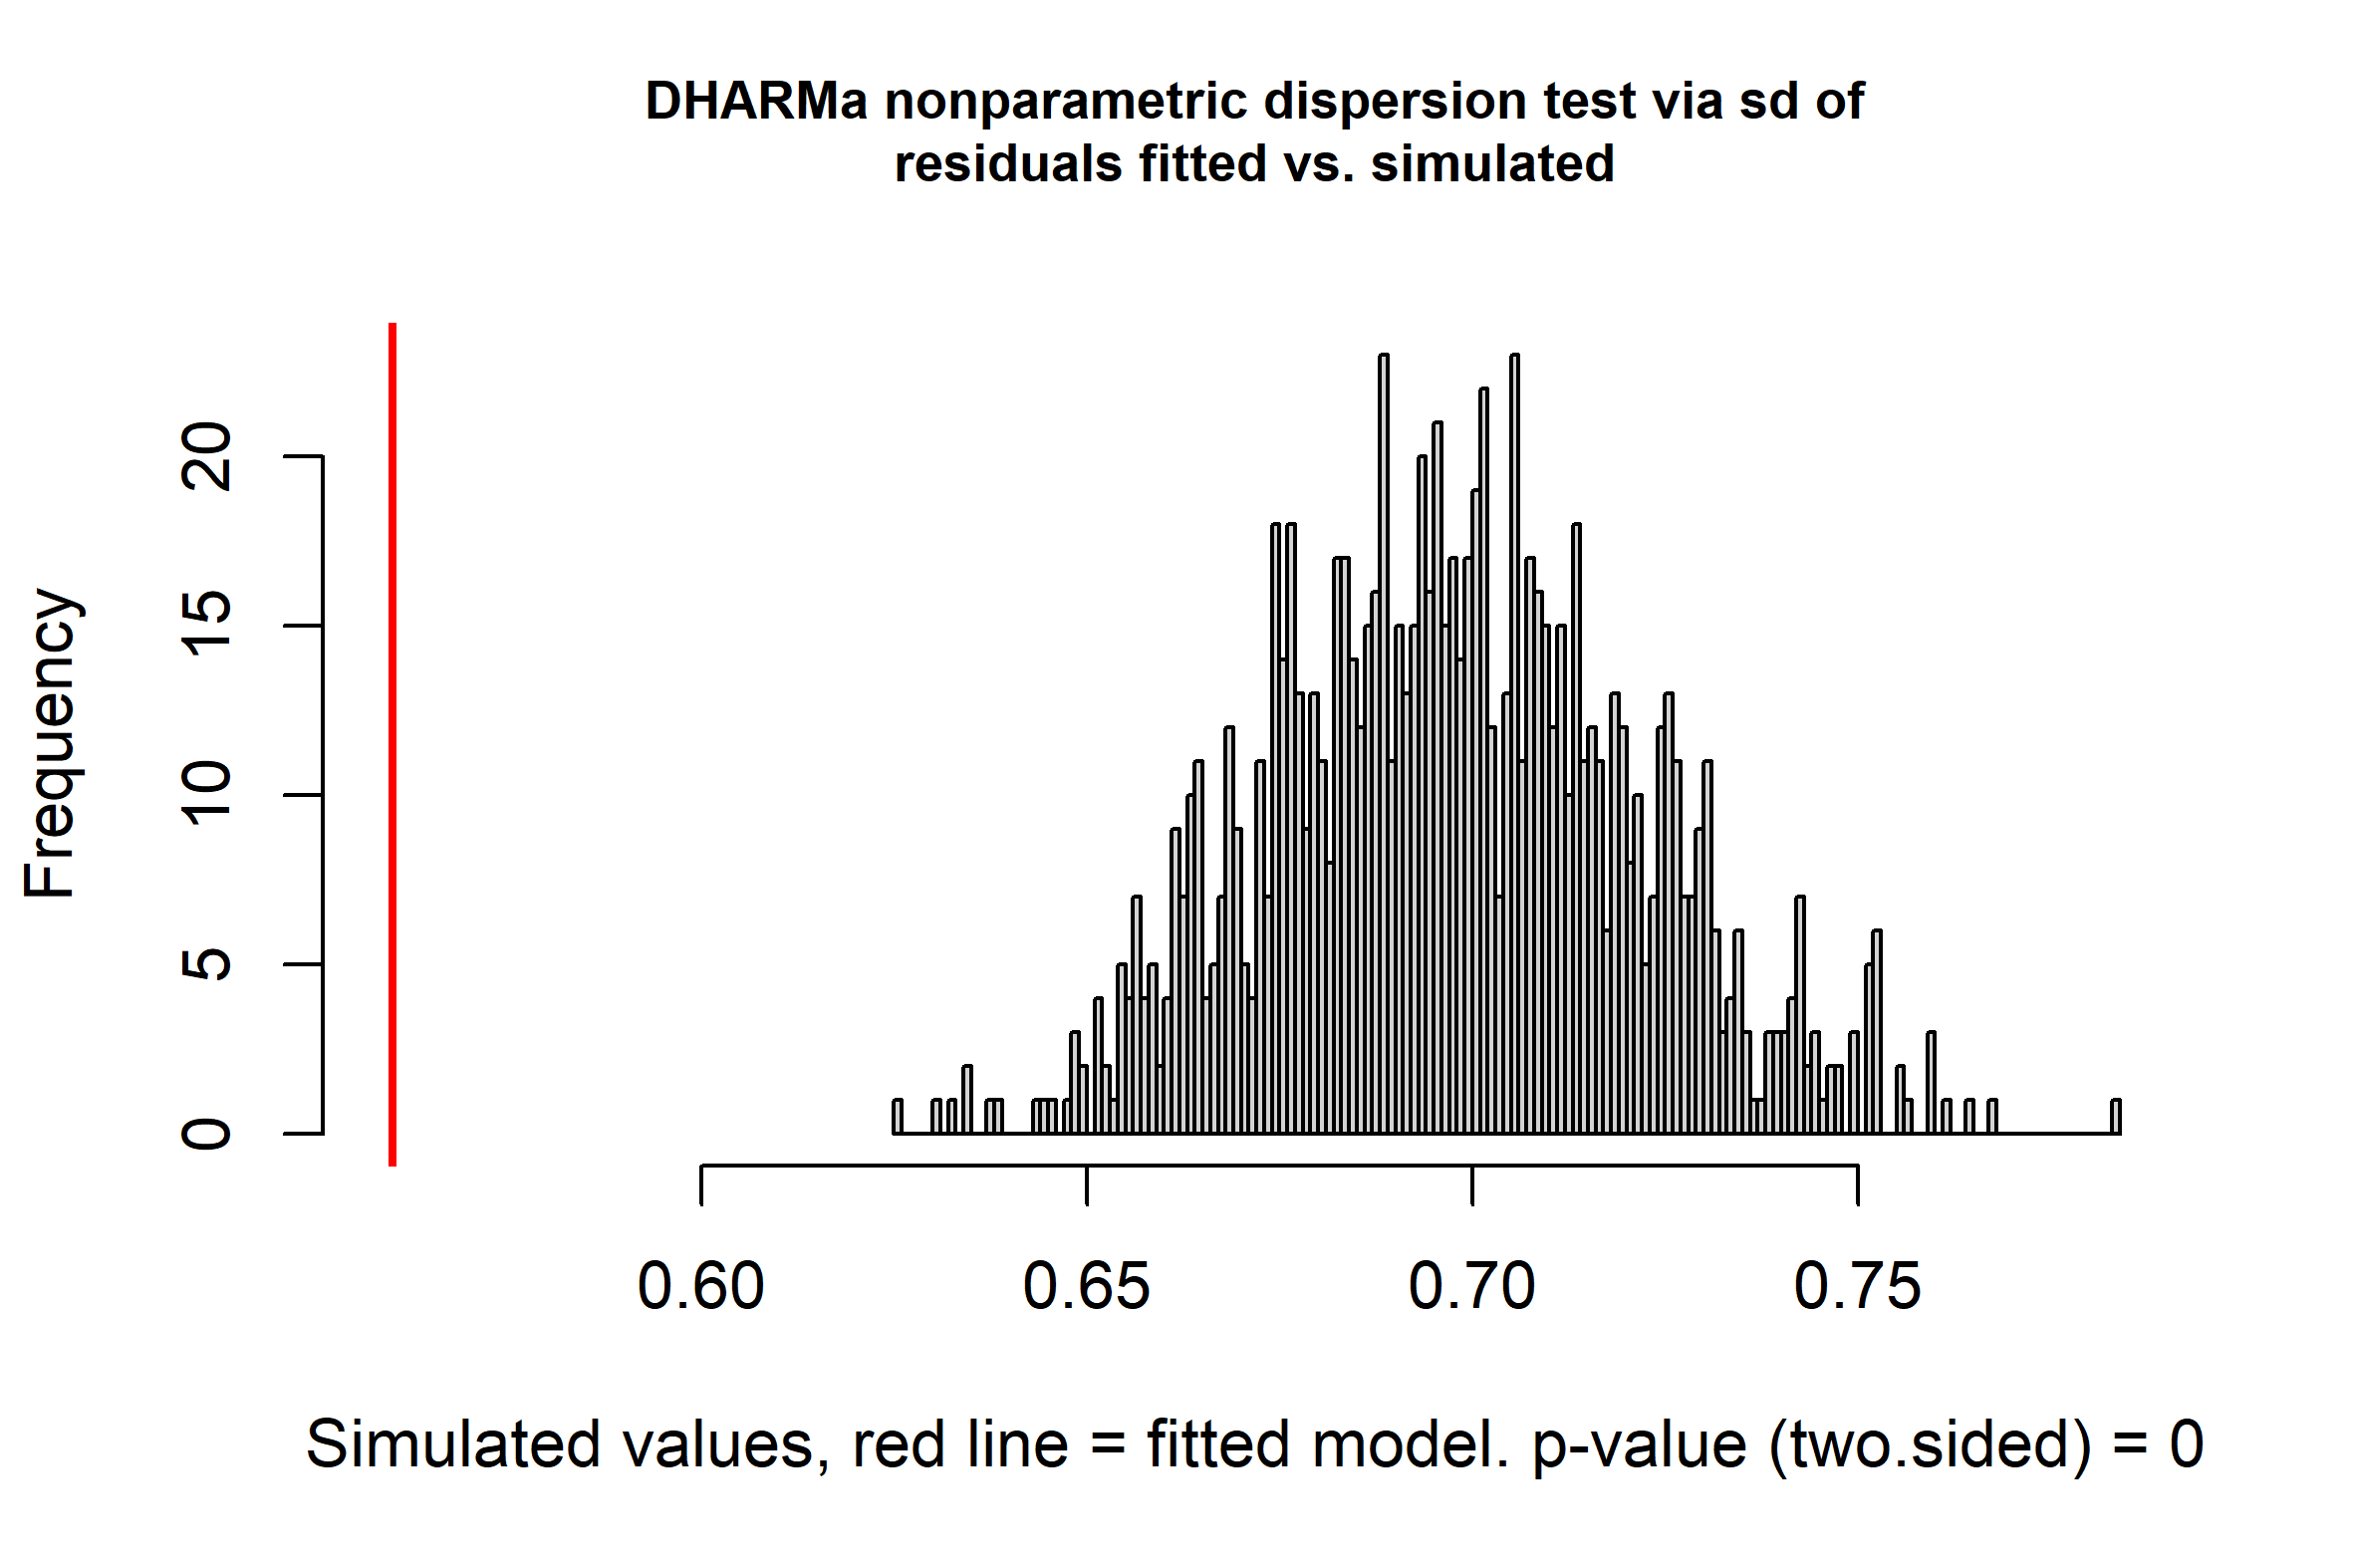 DHARMa nonparametric dispersion test via sd of
residuals fitted vs. simulated
Frequency
20
15
10
5
0
0.60 0.65 0.70 0.75
Simulated values, red line = fitted model. p-value (two.sided) = 0